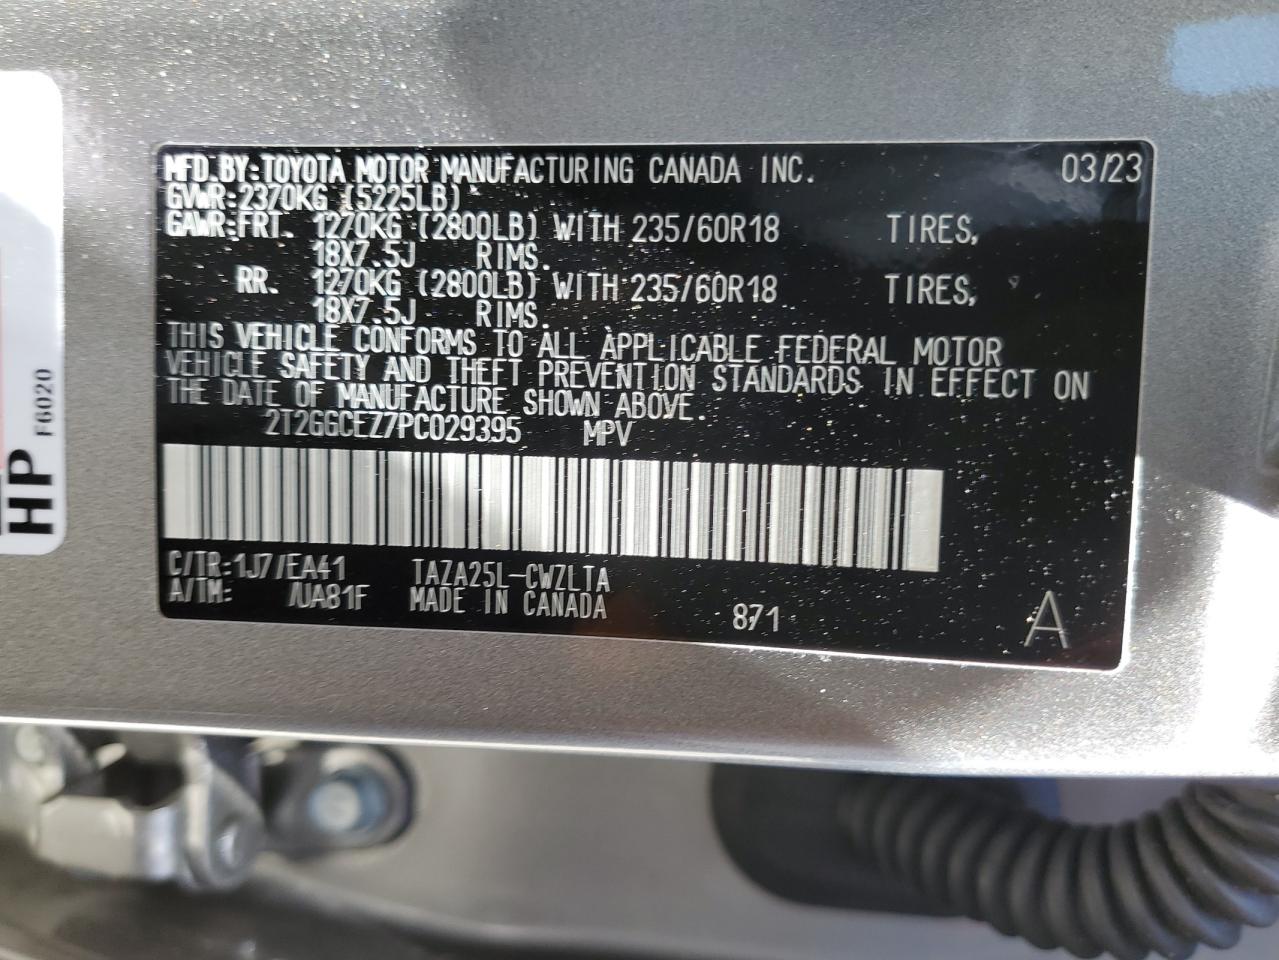 MFD.BY:TOYOTA MOTOR MANUFACTURING CANADA INC. 03/23
GVWR:2370KG (5225LB)
GAWR:FRT. 1270KG (2800LB) WITH 235/60R18 TIRES,
18X7.5J RIMS.
RR. 1270KG (2800LB) WITH 235/60R18 TIRES,
18X7.5J RIMS.
THIS VEHICLE CONFORMS TO ALL APPLICABLE FEDERAL MOTOR
VEHICLE SAFETY AND THEFT PREVENTION STANDARDS IN EFFECT ON
THE DATE OF MANUFACTURE SHOWN ABOVE.
2T2GGCEZ7PC029395 MPV
C/TR:1J7/EA41 TAZA25L-CWZLTA
A/TM: /UA81F MADE IN CANADA
871 A
HP F6020